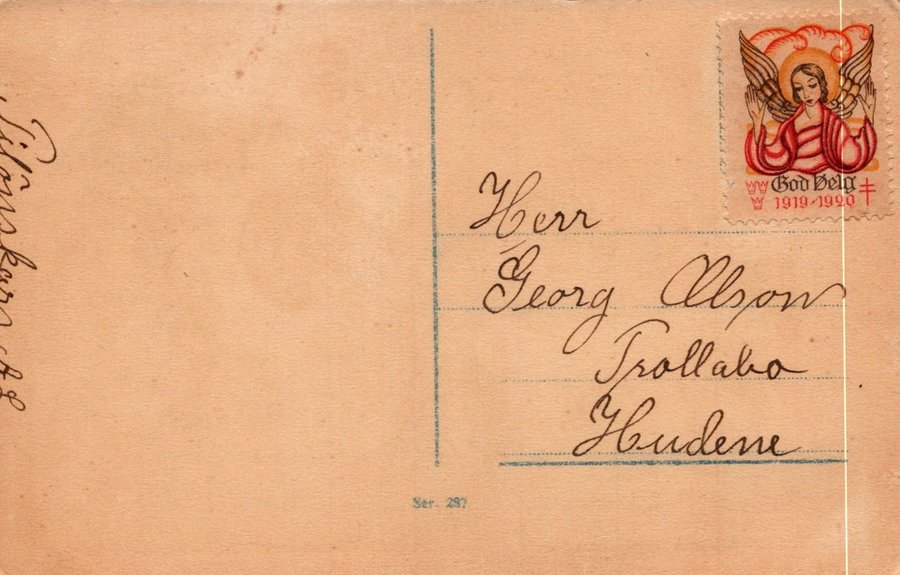 God Helg
1919-1920
Herr
Georg Olson
Trollabo
Hudene
Ser. 287